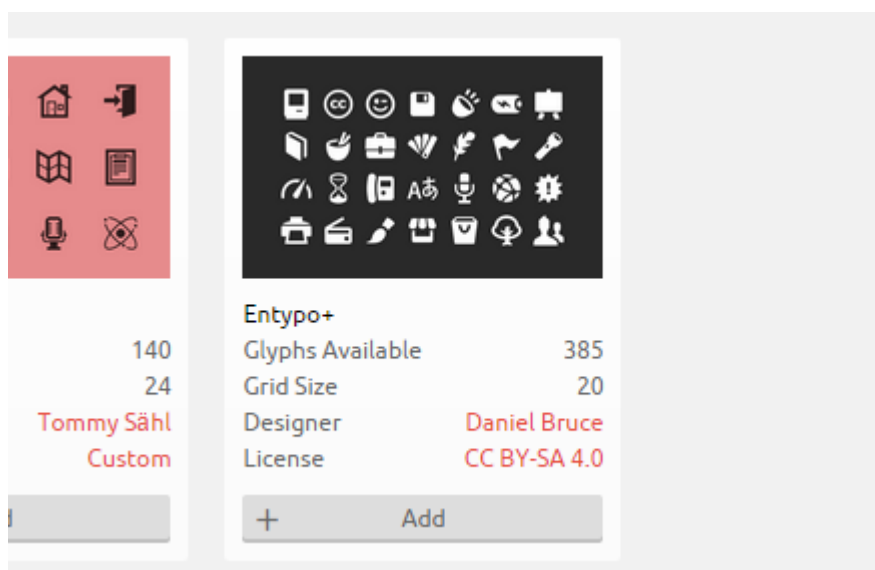 140
24
Tommy Sähl
Custom
Entypo+
Glyphs Available 385
Grid Size 20
Designer Daniel Bruce
License CC BY-SA 4.0
+ Add